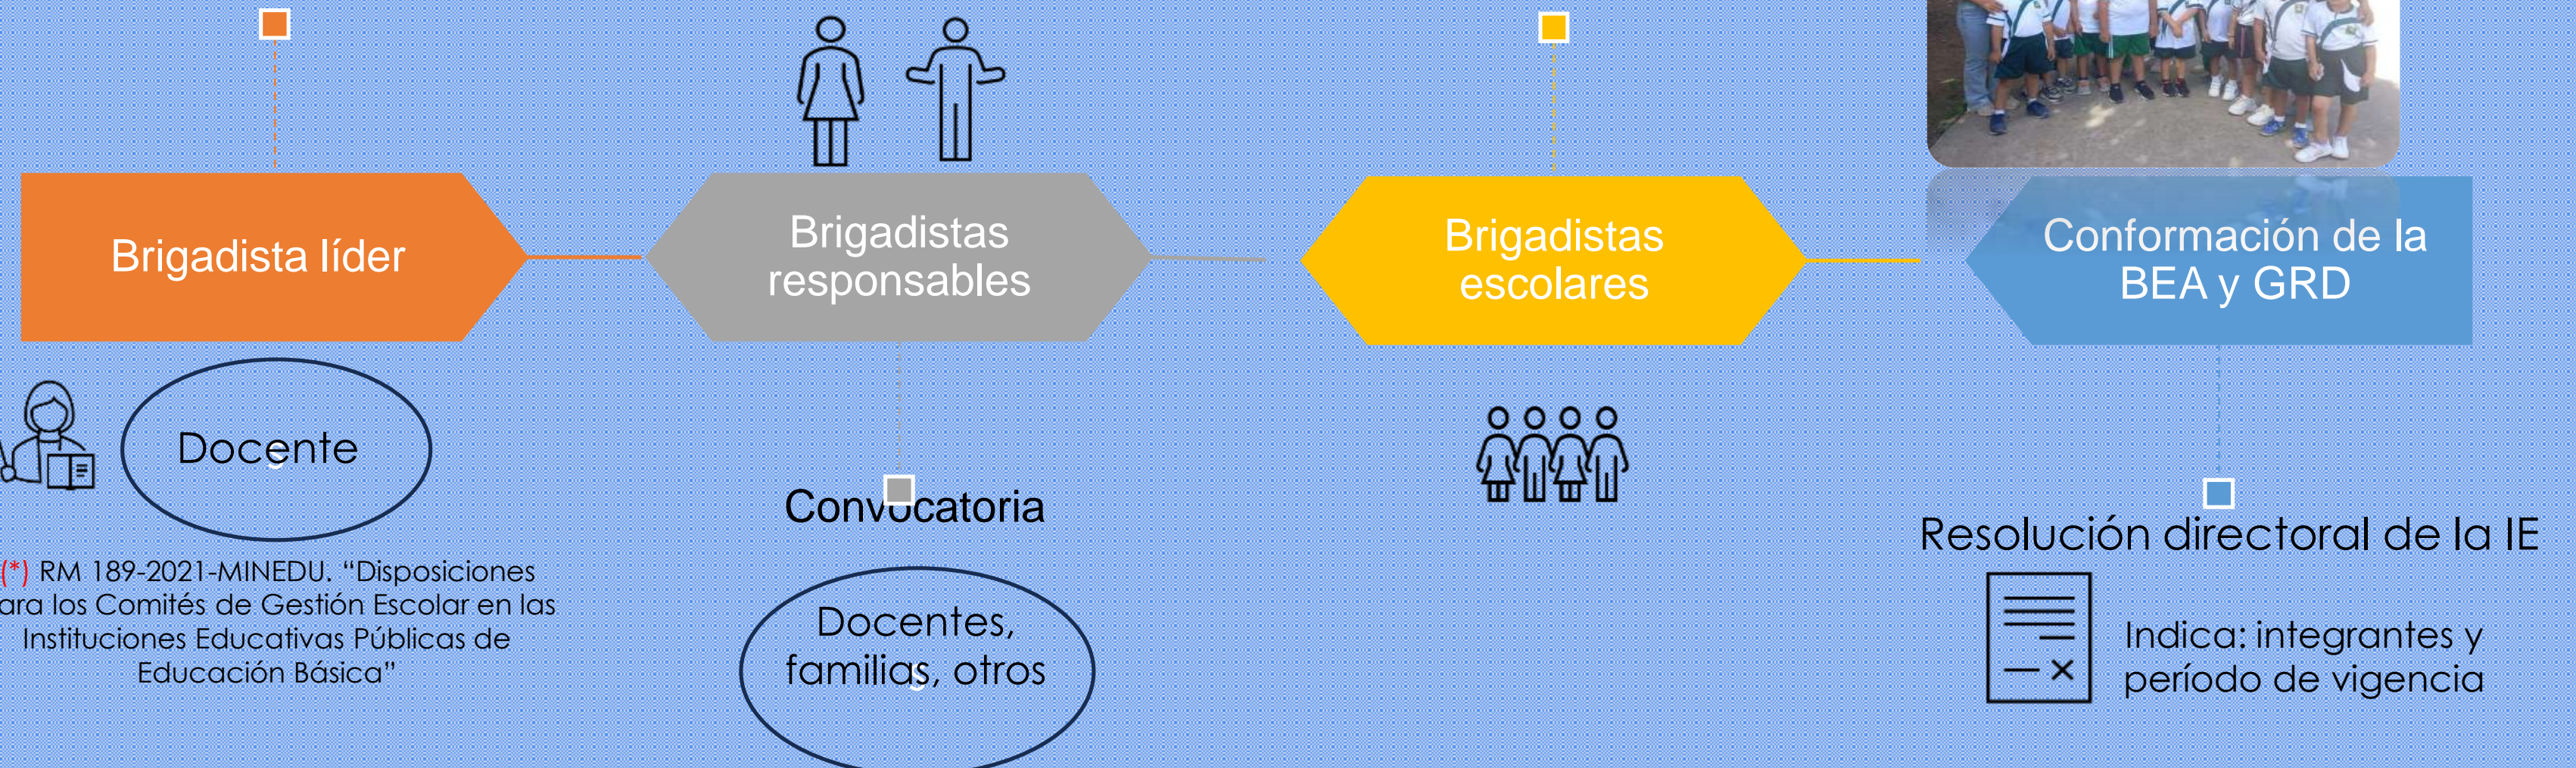 Brigadista líder
Brigadistas
responsables
Brigadistas
escolares
Conformación de la
BEA y GRD
Docente
s
Convocatoria
Docentes,
familias, otros
s
(*) RM 189-2021-MINEDU. “Disposiciones
ara los Comités de Gestión Escolar en las
Instituciones Educativas Públicas de
Educación Básica”
Resolución directoral de la IE
Indica: integrantes y
período de vigencia